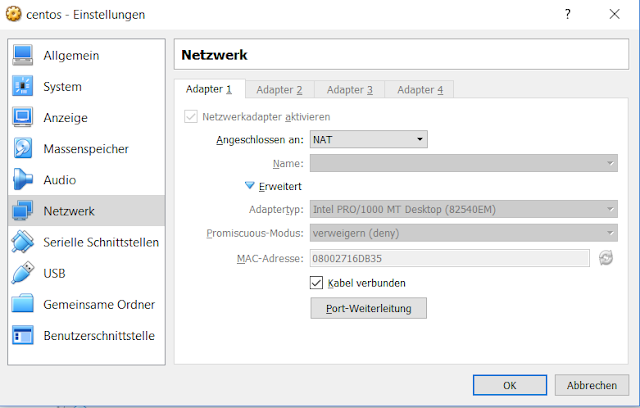 centos - Einstellungen
?
Allgemein
System
Anzeige
Massenspeicher
Audio
Netzwerk
Serielle Schnittstellen
USB
Gemeinsame Ordner
Benutzerschnittstelle
Netzwerk
Adapter 1 Adapter 2 Adapter 3 Adapter 4
Netzwerkadapter aktivieren
Angeschlossen an: NAT
Name:
Erweitert
Adaptertyp: Intel PRO/1000 MT Desktop (82540EM)
Promiscuous-Modus: verweigern (deny)
MAC-Adresse: 08002716DB35
Kabel verbunden
Port-Weiterleitung
OK Abbrechen